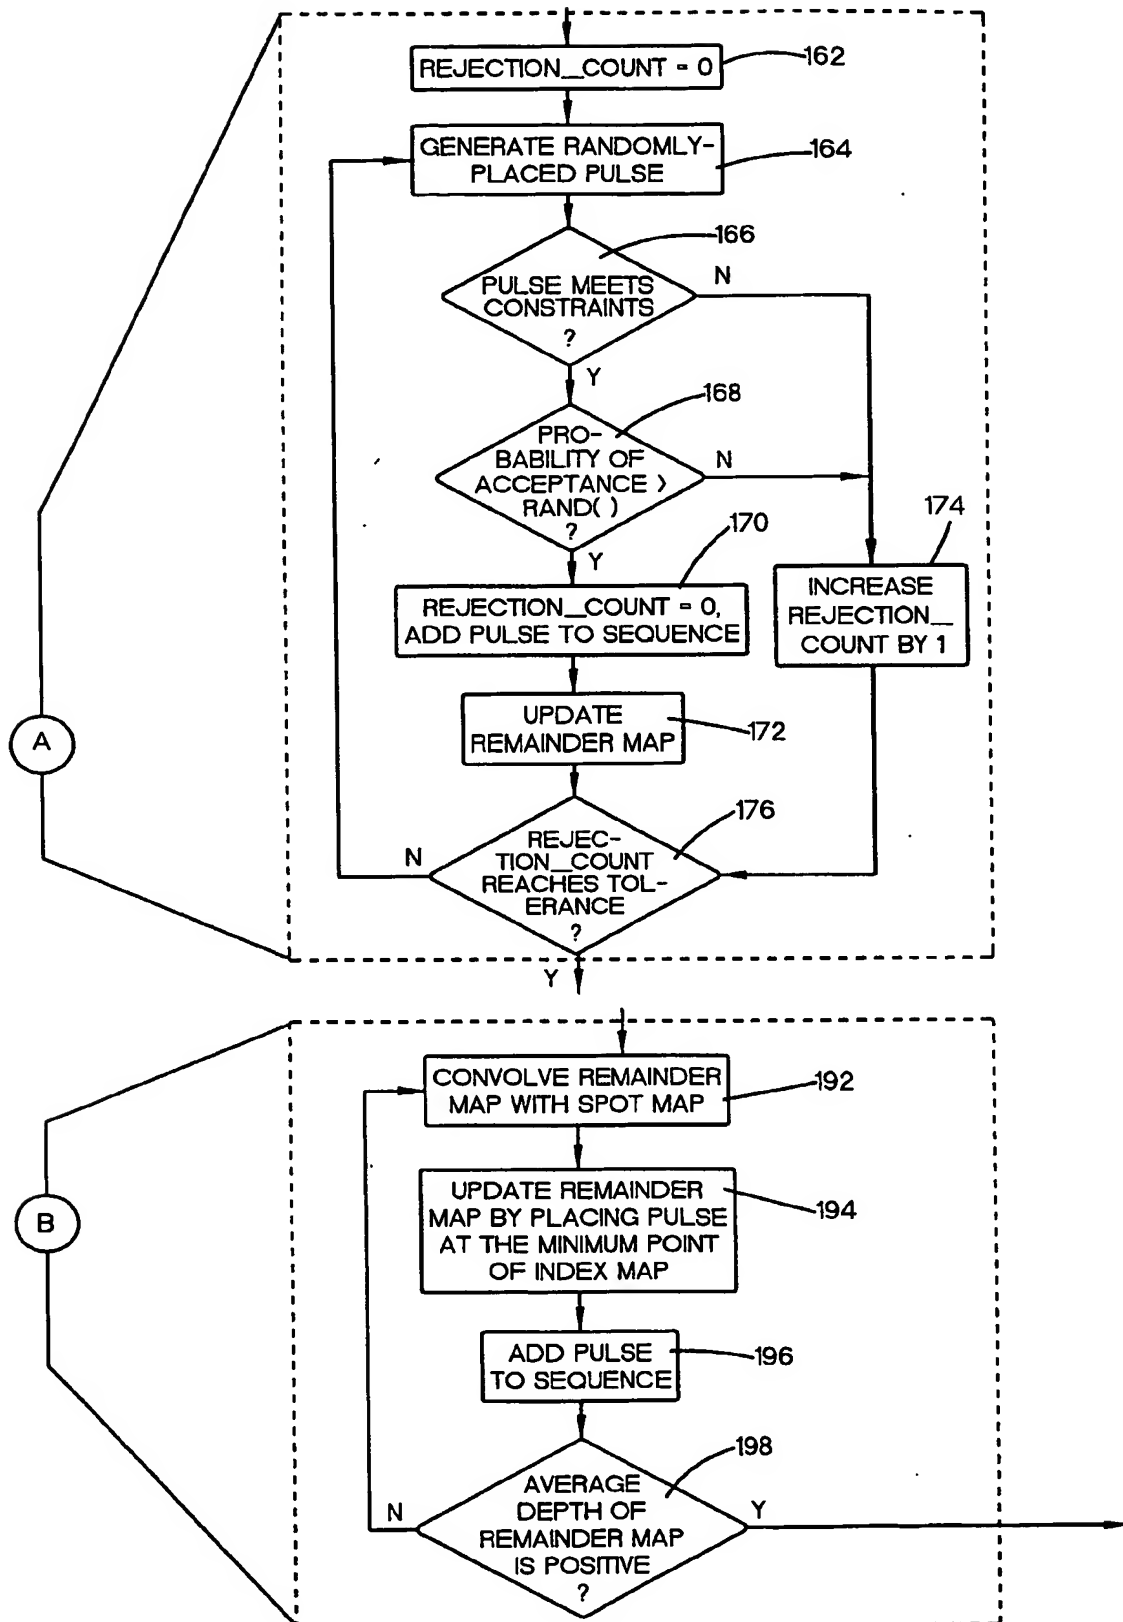 REJECTION_COUNT = 0
162
GENERATE RANDOMLY-
PLACED PULSE
164
166
PULSE MEETS
CONSTRAINTS
?
N
Y
168
PRO-
BABILITY OF
ACCEPTANCE >
RAND( )
?
N
Y
170
174
REJECTION_COUNT = 0,
ADD PULSE TO SEQUENCE
INCREASE
REJECTION_
COUNT BY 1
UPDATE
REMAINDER MAP
172
A
176
REJEC-
TION_COUNT
REACHES TOL-
ERANCE
?
N
Y
CONVOLVE REMAINDER
MAP WITH SPOT MAP
192
UPDATE REMAINDER
MAP BY PLACING PULSE
AT THE MINIMUM POINT
OF INDEX MAP
194
B
ADD PULSE
TO SEQUENCE
196
198
AVERAGE
DEPTH OF
REMAINDER MAP
IS POSITIVE
?
N
Y